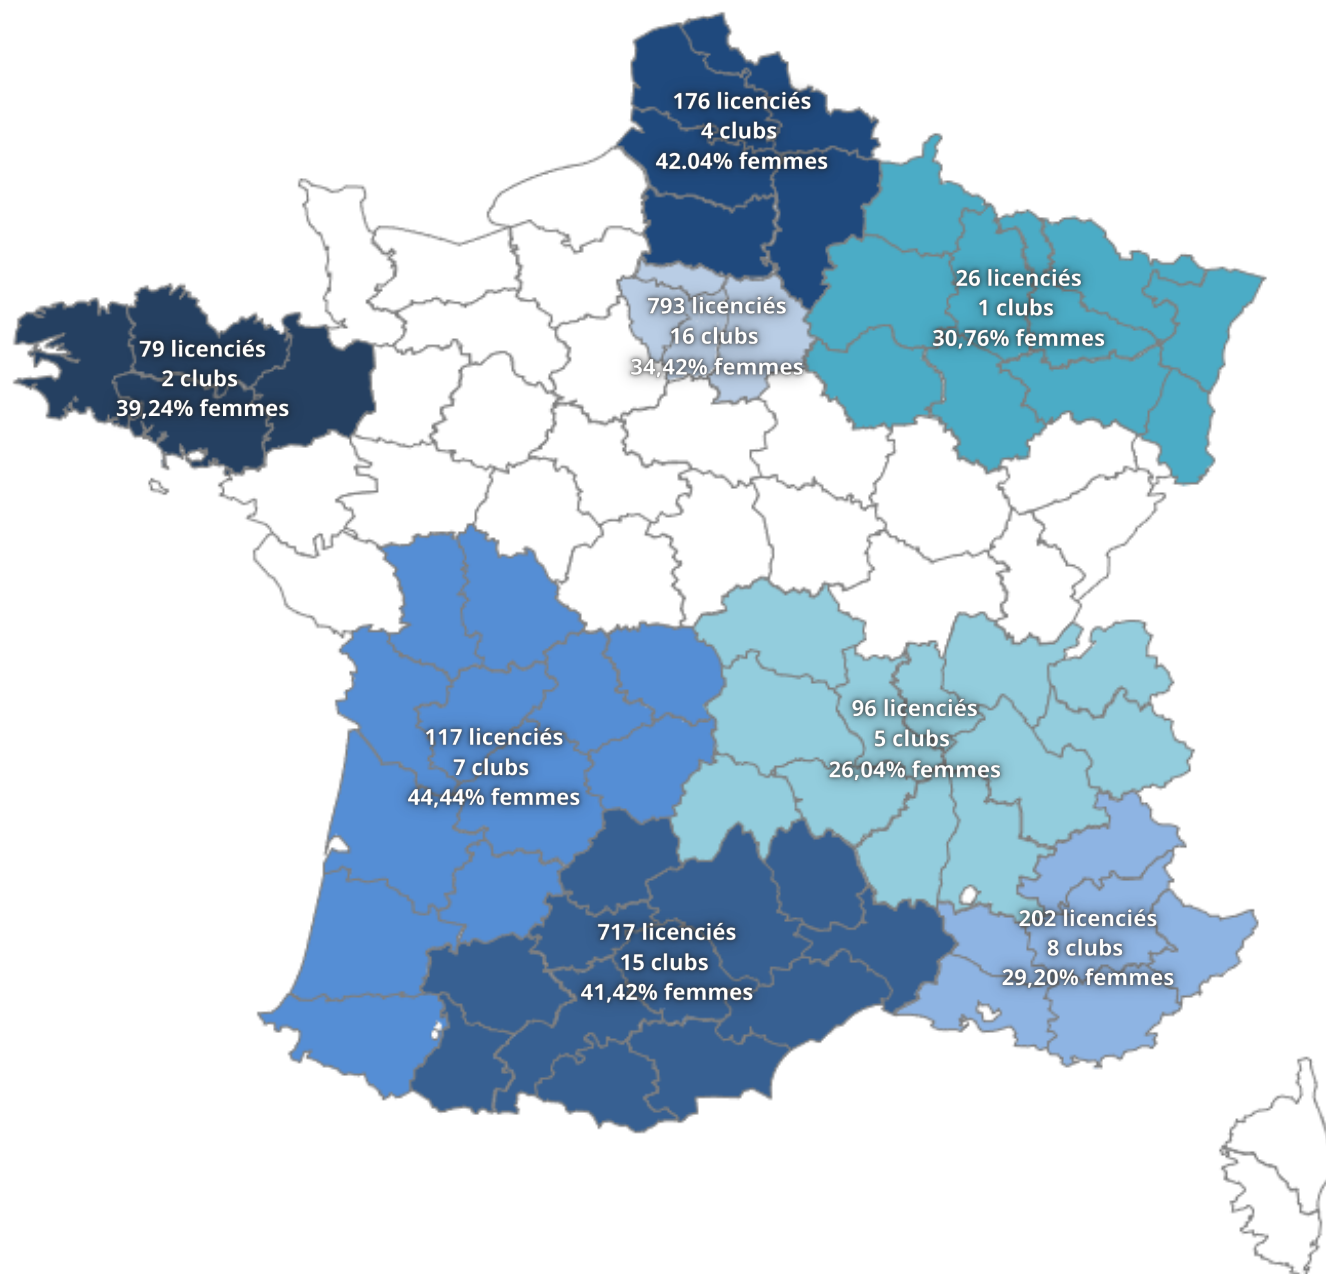 176 licenciés
4 clubs
42.04% femmes
26 licenciés
1 clubs
30,76% femmes
793 licenciés
16 clubs
34,42% femmes
79 licenciés
2 clubs
39,24% femmes
96 licenciés
5 clubs
26,04% femmes
117 licenciés
7 clubs
44,44% femmes
202 licenciés
8 clubs
29,20% femmes
717 licenciés
15 clubs
41,42% femmes